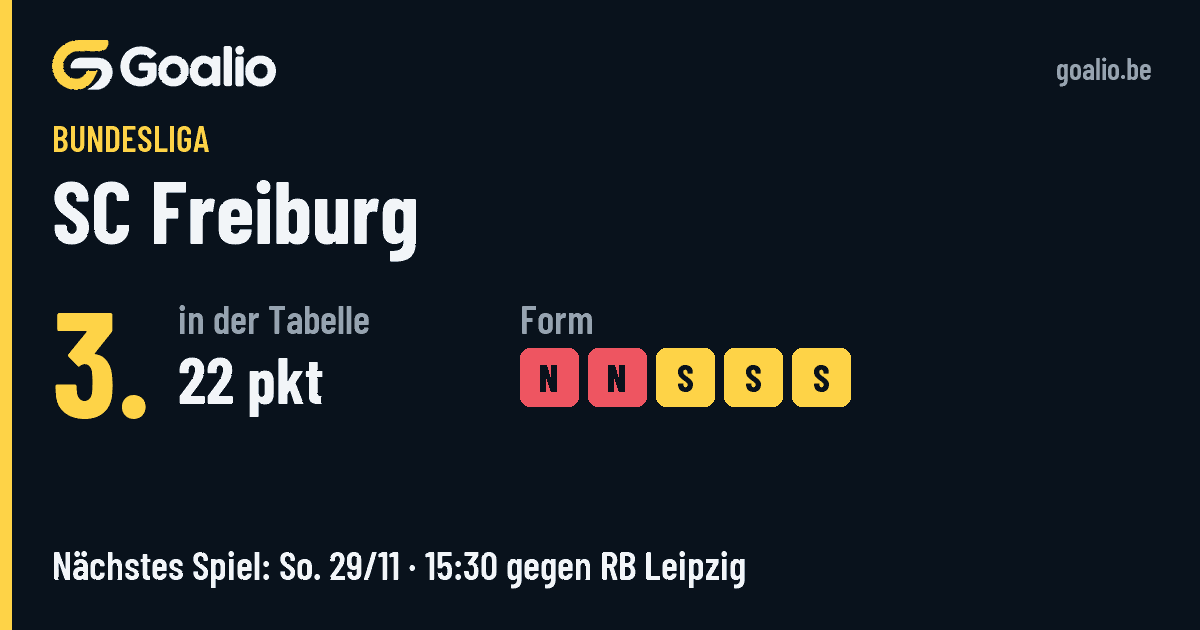 Goalio
goalio.be
BUNDESLIGA
SC Freiburg
3.
in der Tabelle
22 pkt
Form
N N S S S
Nächstes Spiel: So. 29/11 · 15:30 gegen RB Leipzig